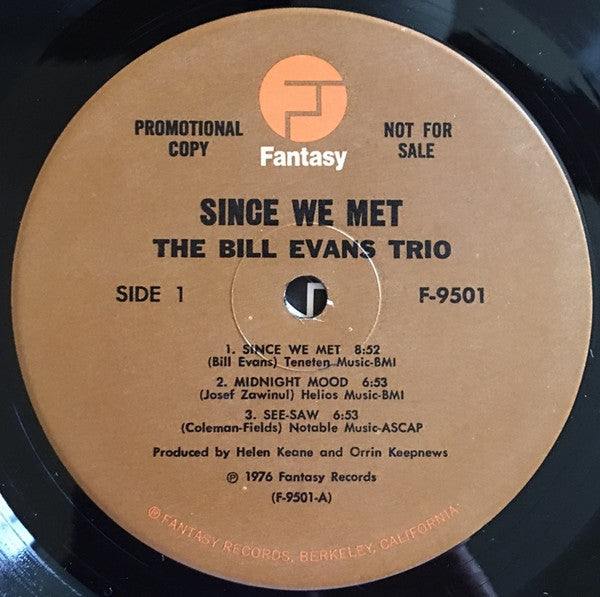 PROMOTIONAL COPY
NOT FOR SALE
Fantasy
SINCE WE MET
THE BILL EVANS TRIO
SIDE 1
F-9501
1. SINCE WE MET 8:52
(Bill Evans) Teneten Music-BMI
2. MIDNIGHT MOOD 6:53
(Josef Zawinul) Helios Music-BMI
3. SEE-SAW 6:53
(Coleman-Fields) Notable Music-ASCAP
Produced by Helen Keane and Orrin Keepnews
℗ 1976 Fantasy Records
(F-9501-A)
® FANTASY RECORDS, BERKELEY, CALIFORNIA